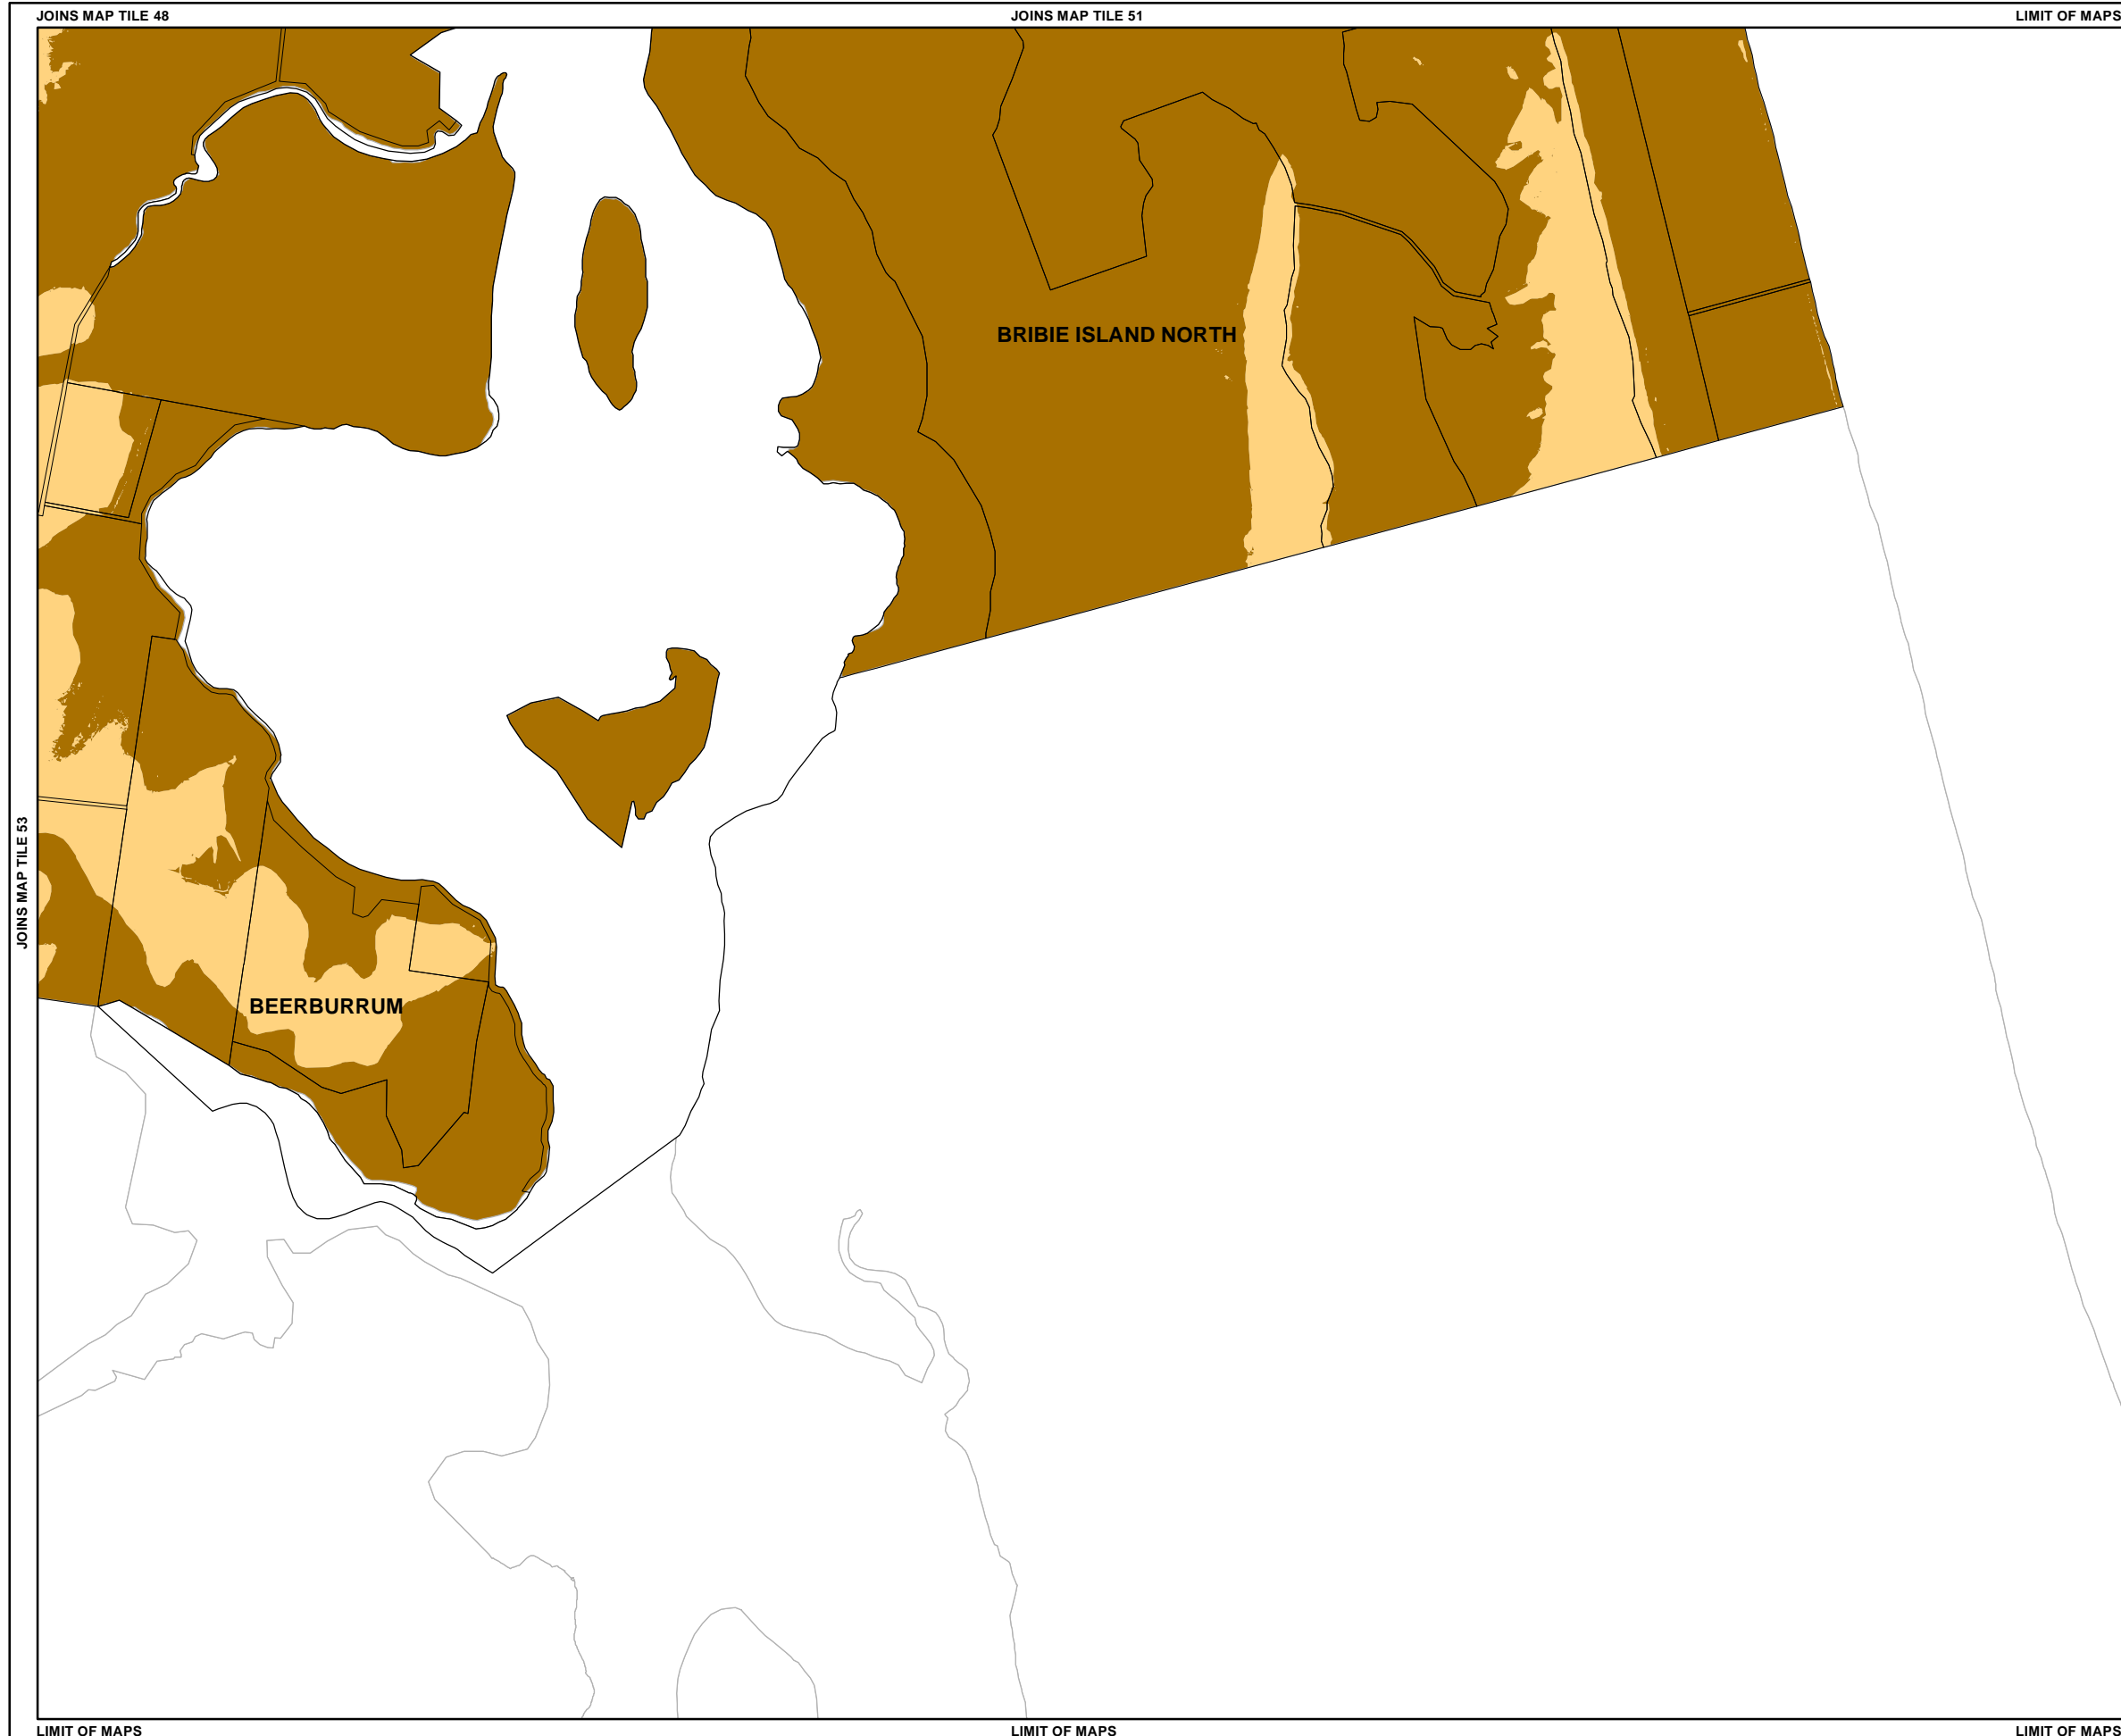 JOINS MAP TILE 48
JOINS MAP TILE 51
LIMIT OF MAPS
BRIBIE ISLAND NORTH
JOINS MAP TILE 53
BEERBURRUM
LIMIT OF MAPS
LIMIT OF MAPS
LIMIT OF MAPS